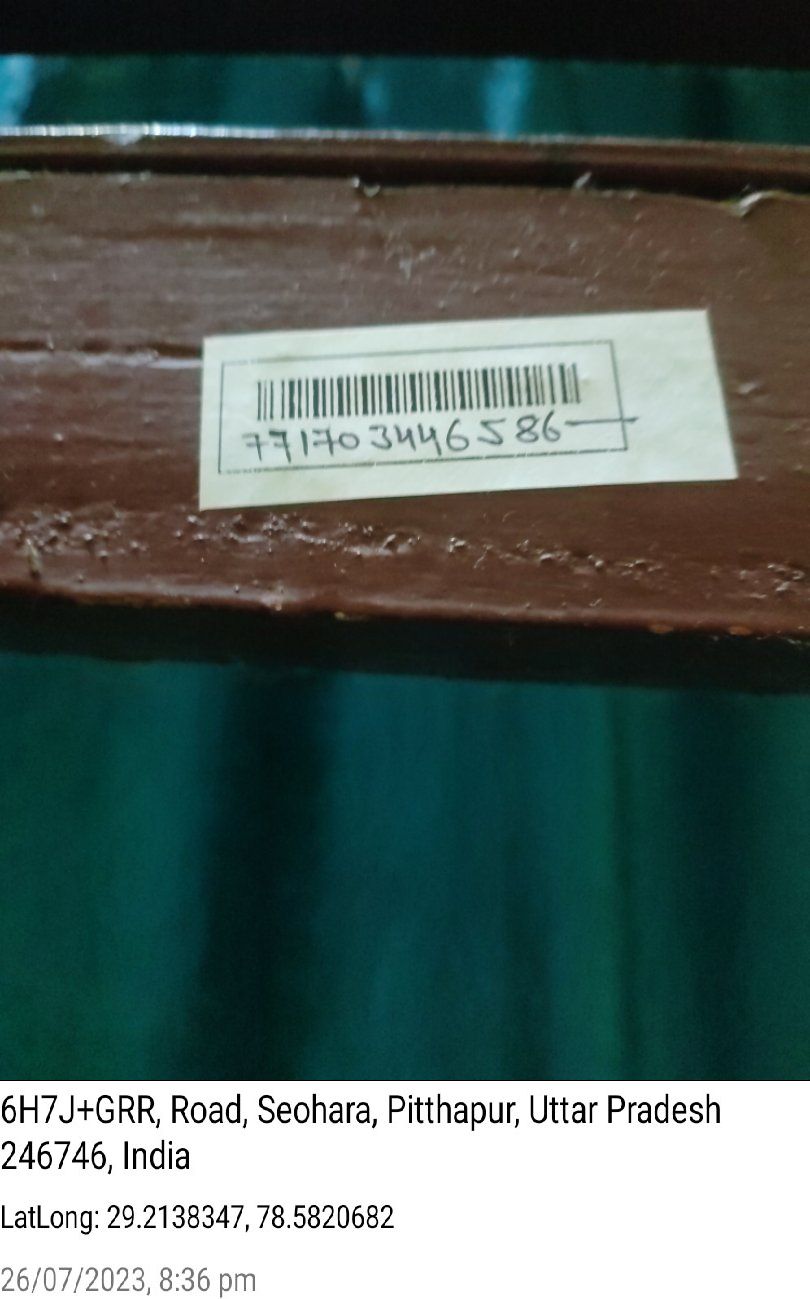 771703446586
6H7J+GRR, Road, Seohara, Pitthapur, Uttar Pradesh
246746, India
LatLong: 29.2138347, 78.5820682
26/07/2023, 8:36 pm